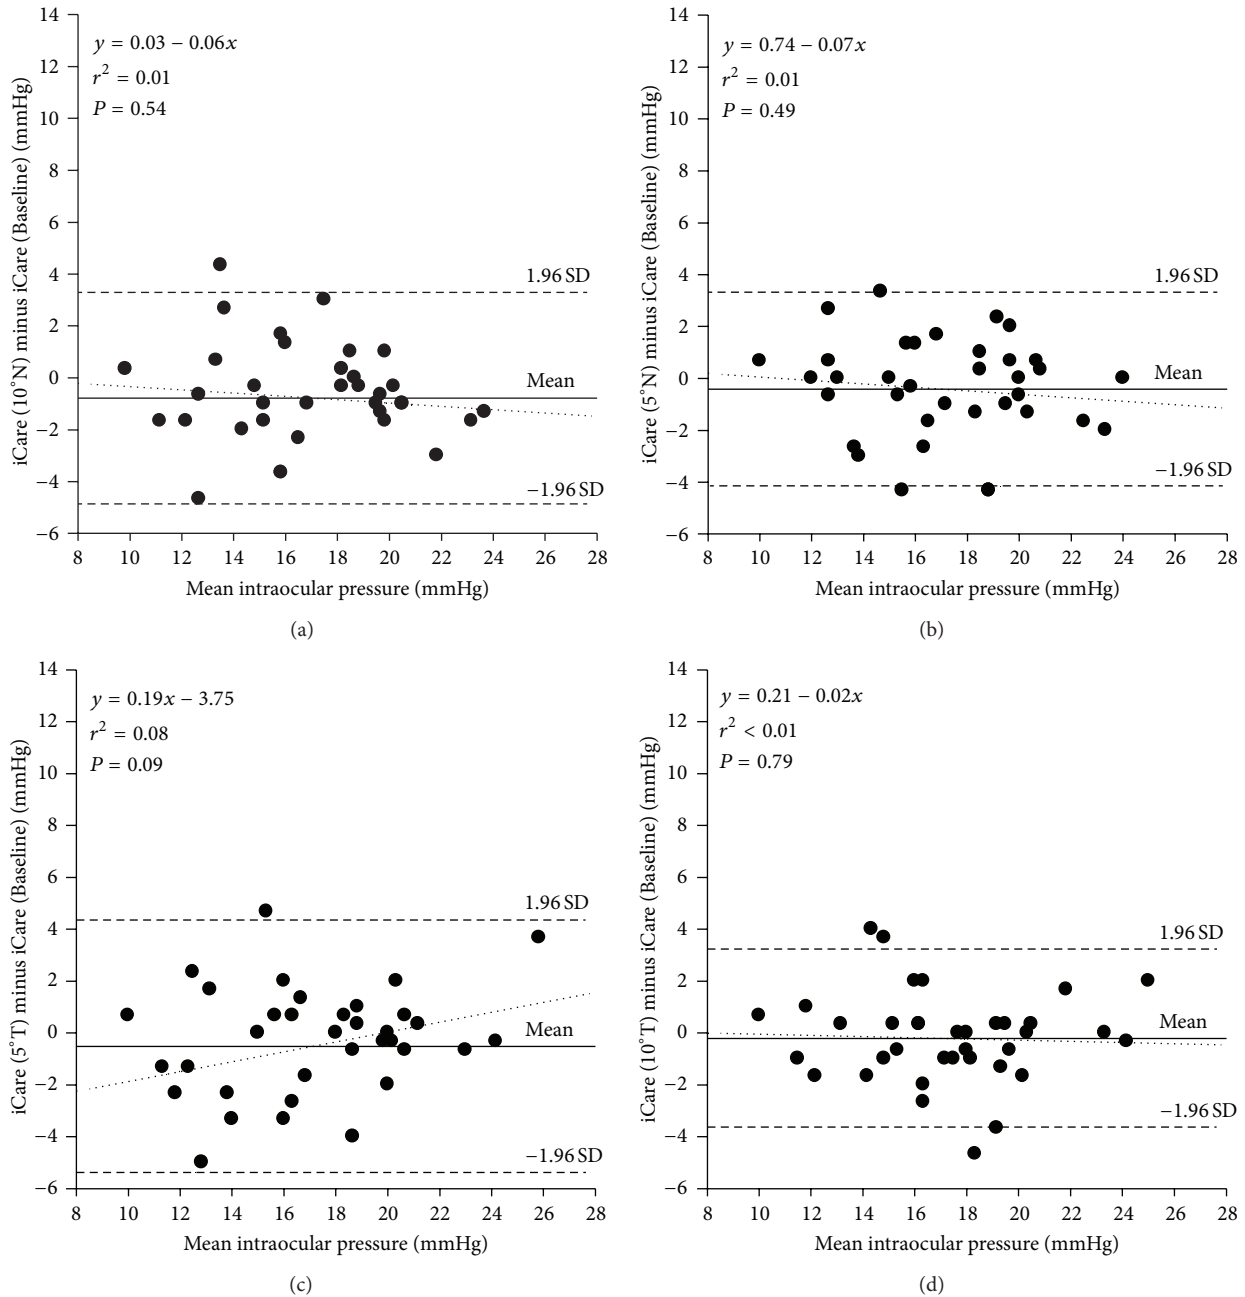 iCare (10°N) minus iCare (Baseline) (mmHg)
14
12
10
8
6
4
2
0
−2
−4
−6
y = 0.03 − 0.06x
r² = 0.01
P = 0.54
1.96 SD
Mean
−1.96 SD
8 10 12 14 16 18 20 22 24 26 28
Mean intraocular pressure (mmHg)
(a)
iCare (5°N) minus iCare (Baseline) (mmHg)
14
12
10
8
6
4
2
0
−2
−4
−6
y = 0.74 − 0.07x
r² = 0.01
P = 0.49
1.96 SD
Mean
−1.96 SD
8 10 12 14 16 18 20 22 24 26 28
Mean intraocular pressure (mmHg)
(b)
iCare (5°T) minus iCare (Baseline) (mmHg)
14
12
10
8
6
4
2
0
−2
−4
−6
y = 0.19x − 3.75
r² = 0.08
P = 0.09
1.96 SD
Mean
−1.96 SD
8 10 12 14 16 18 20 22 24 26 28
Mean intraocular pressure (mmHg)
(c)
iCare (10°T) minus iCare (Baseline) (mmHg)
14
12
10
8
6
4
2
0
−2
−4
−6
y = 0.21 − 0.02x
r² < 0.01
P = 0.79
1.96 SD
Mean
−1.96 SD
8 10 12 14 16 18 20 22 24 26 28
Mean intraocular pressure (mmHg)
(d)